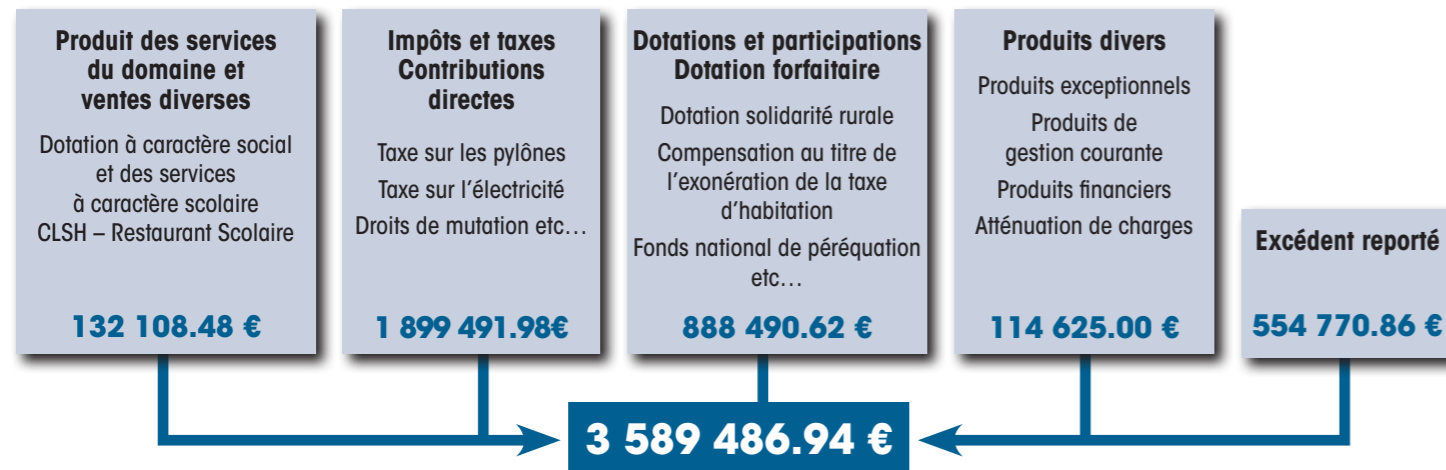 Produit des services
du domaine et
ventes diverses
Dotation à caractère social
et des services
à caractère scolaire
CLSH – Restaurant Scolaire
132 108.48 €
Impôts et taxes
Contributions
directes
Taxe sur les pylônes
Taxe sur l'électricité
Droits de mutation etc…
1 899 491.98€
Dotations et participations
Dotation forfaitaire
Dotation solidarité rurale
Compensation au titre de
l'exonération de la taxe
d'habitation
Fonds national de péréquation
etc…
888 490.62 €
Produits divers
Produits exceptionnels
Produits de
gestion courante
Produits financiers
Atténuation de charges
114 625.00 €
Excédent reporté
554 770.86 €
3 589 486.94 €